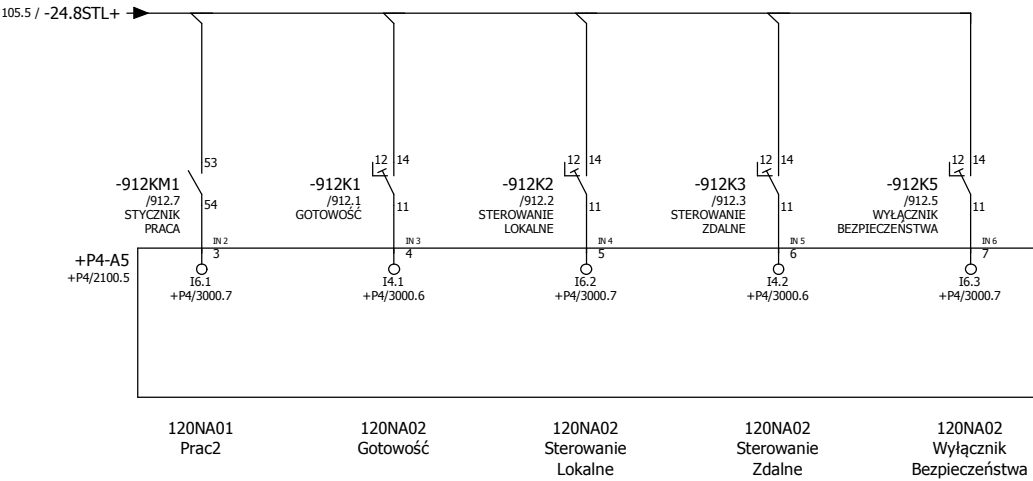 105.5 / -24.8STL+
53
-912KM1
/912.7
STYCZNIK
PRACA
54
12 14
-912K1
/912.1
GOTOWOŚĆ
11
12 14
-912K2
/912.2
STEROWANIE
LOKALNE
11
12 14
-912K3
/912.3
STEROWANIE
ZDALNE
11
12 14
-912K5
/912.5
WYŁĄCZNIK
BEZPIECZEŃSTWA
11
+P4-A5
+P4/2100.5
IN 2
3
I6.1
+P4/3000.7
IN 3
4
I4.1
+P4/3000.6
IN 4
5
I6.2
+P4/3000.7
IN 5
6
I4.2
+P4/3000.6
IN 6
7
I6.3
+P4/3000.7
120NA01
Prac2
120NA02
Gotowość
120NA02
Sterowanie
Lokalne
120NA02
Sterowanie
Zdalne
120NA02
Wyłącznik
Bezpieczeństwa